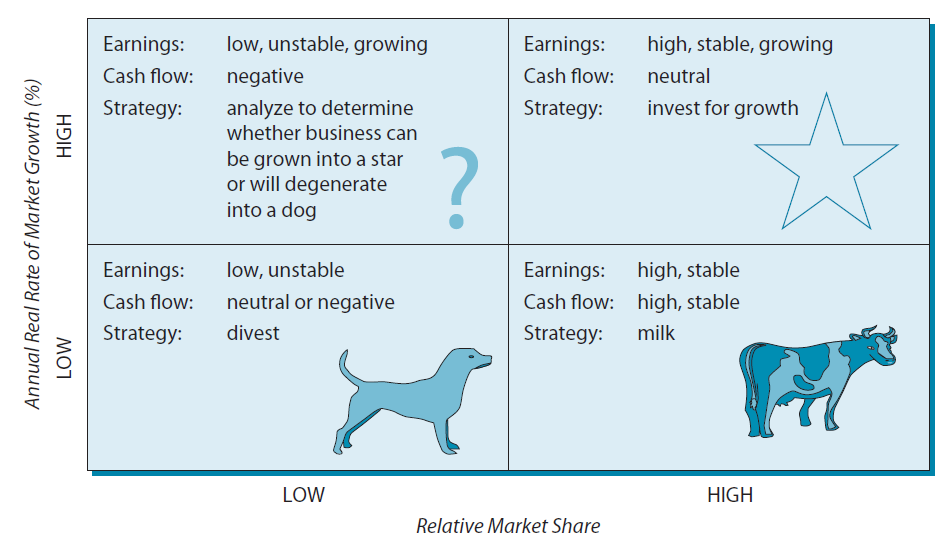 Annual Real Rate of Market Growth (%)
HIGH
Earnings: low, unstable, growing
Cash flow: negative
Strategy: analyze to determine
whether business can
be grown into a star
or will degenerate
into a dog
?
Earnings: high, stable, growing
Cash flow: neutral
Strategy: invest for growth
LOW
Earnings: low, unstable
Cash flow: neutral or negative
Strategy: divest
Earnings: high, stable
Cash flow: high, stable
Strategy: milk
LOW
HIGH
Relative Market Share